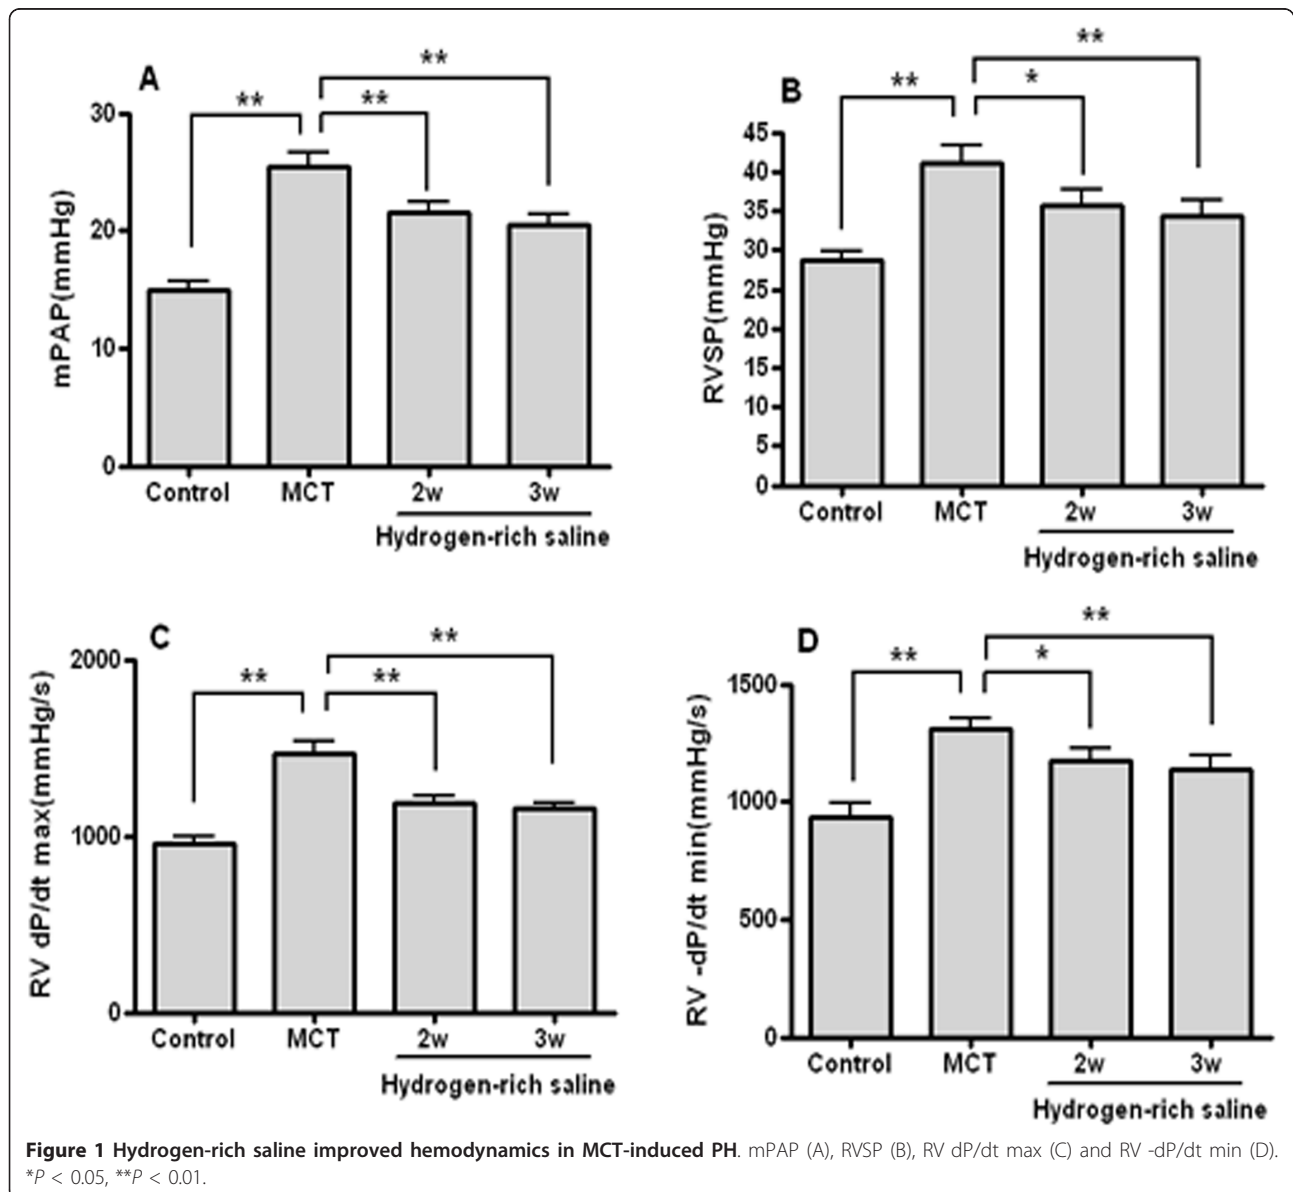 A
**
** **
30
20
10
0
mPAP(mmHg)
Control MCT 2w 3w
Hydrogen-rich saline
B
**
** *
45
40
35
30
25
20
15
10
5
0
RVSP(mmHg)
Control MCT 2w 3w
Hydrogen-rich saline
C
**
** **
2000
1000
0
RV dP/dt max(mmHg/s)
Control MCT 2w 3w
Hydrogen-rich saline
D
**
** *
1500
1000
500
0
RV -dP/dt min(mmHg/s)
Control MCT 2w 3w
Hydrogen-rich saline
Figure 1 Hydrogen-rich saline improved hemodynamics in MCT-induced PH. mPAP (A), RVSP (B), RV dP/dt max (C) and RV -dP/dt min (D).
*P < 0.05, **P < 0.01.